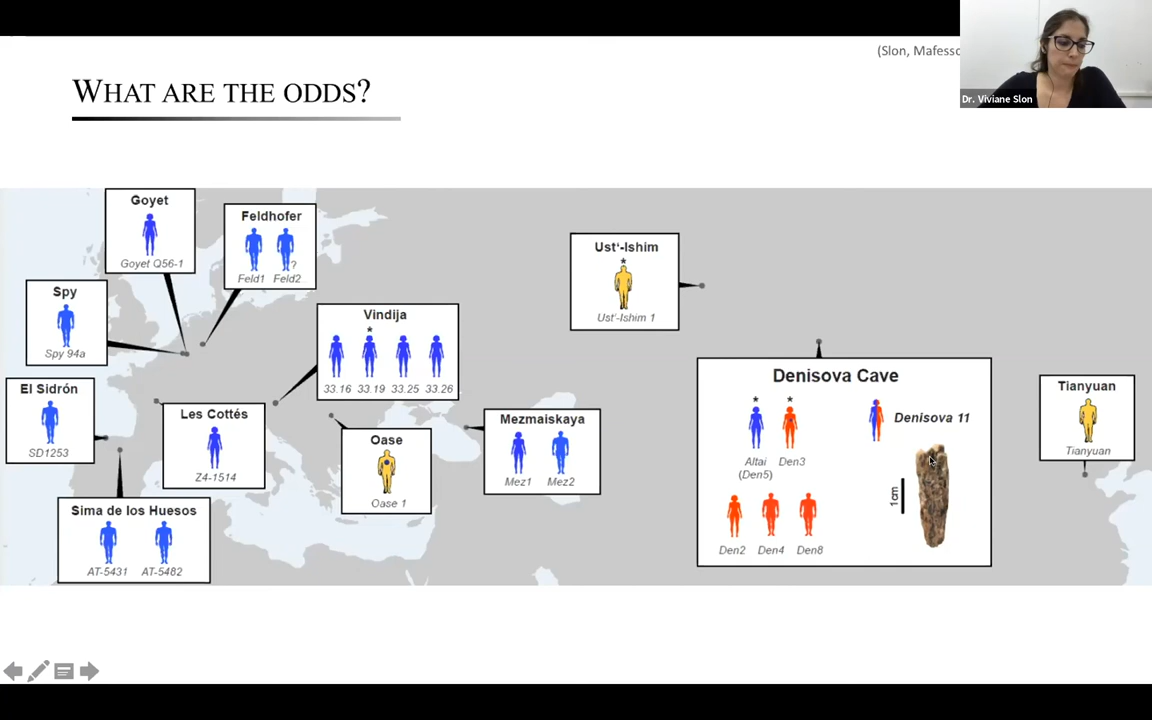 (Slon, Mafesso
Dr. Viviane Slon
WHAT ARE THE ODDS?
Goyet
Goyet Q56-1
Feldhofer
?
Feld1 Feld2
Spy
Spy 94a
Vindija
*
33.16 33.19 33.25 33.26
El Sidrón
SD1253
Les Cottés
Z4-1514
Oase
Oase 1
Mezmaiskaya
Mez1 Mez2
Sima de los Huesos
AT-5431 AT-5482
Ust'-Ishim
*
Ust'-Ishim 1
Denisova Cave
* *
Denisova 11
Altai Den3
(Den5)
1cm
Den2 Den4 Den8
Tianyuan
Tianyuan